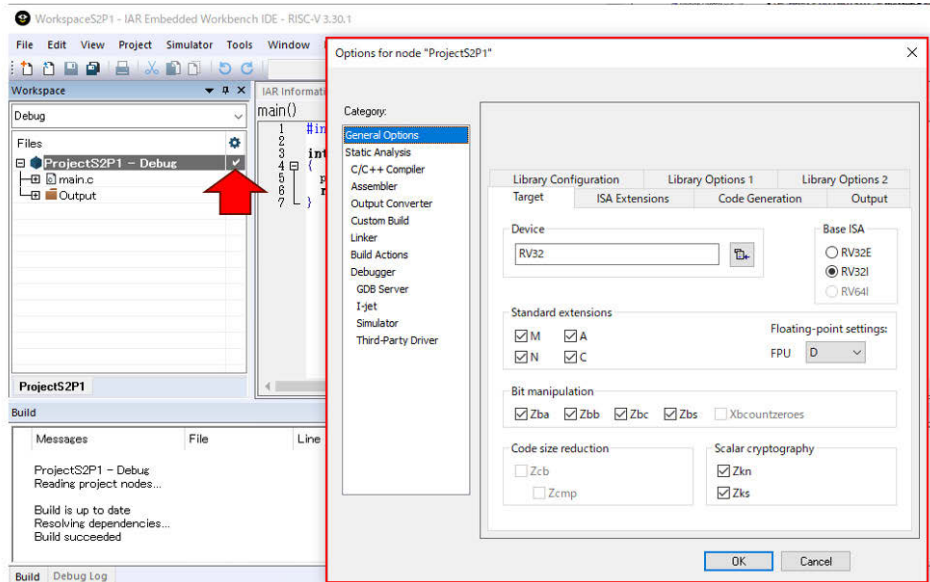 WorkspaceS2P1 - IAR Embedded Workbench IDE - RISC-V 3.30.1
File Edit View Project Simulator Tools Window
Workspace
Debug
Files
ProjectS2P1 - Debug
main.c
Output
ProjectS2P1
IAR Informati
main()
1 #in
2
3 int
4 {
5 p
6 r
7 }
Build
Messages File Line
ProjectS2P1 - Debug
Reading project nodes...
Build is up to date
Resolving dependencies...
Build succeeded
Build Debug Log
Options for node "ProjectS2P1"
Category:
General Options
Static Analysis
C/C++ Compiler
Assembler
Output Converter
Custom Build
Linker
Build Actions
Debugger
GDB Server
I-jet
Simulator
Third-Party Driver
Library Configuration Library Options 1 Library Options 2
Target ISA Extensions Code Generation Output
Device
RV32
Base ISA
RV32E
RV32I
RV64I
Standard extensions
M A
N C
Floating-point settings:
FPU D
Bit manipulation
Zba Zbb Zbc Zbs Xbcountzeroes
Code size reduction
Zcb
Zcmp
Scalar cryptography
Zkn
Zks
OK Cancel